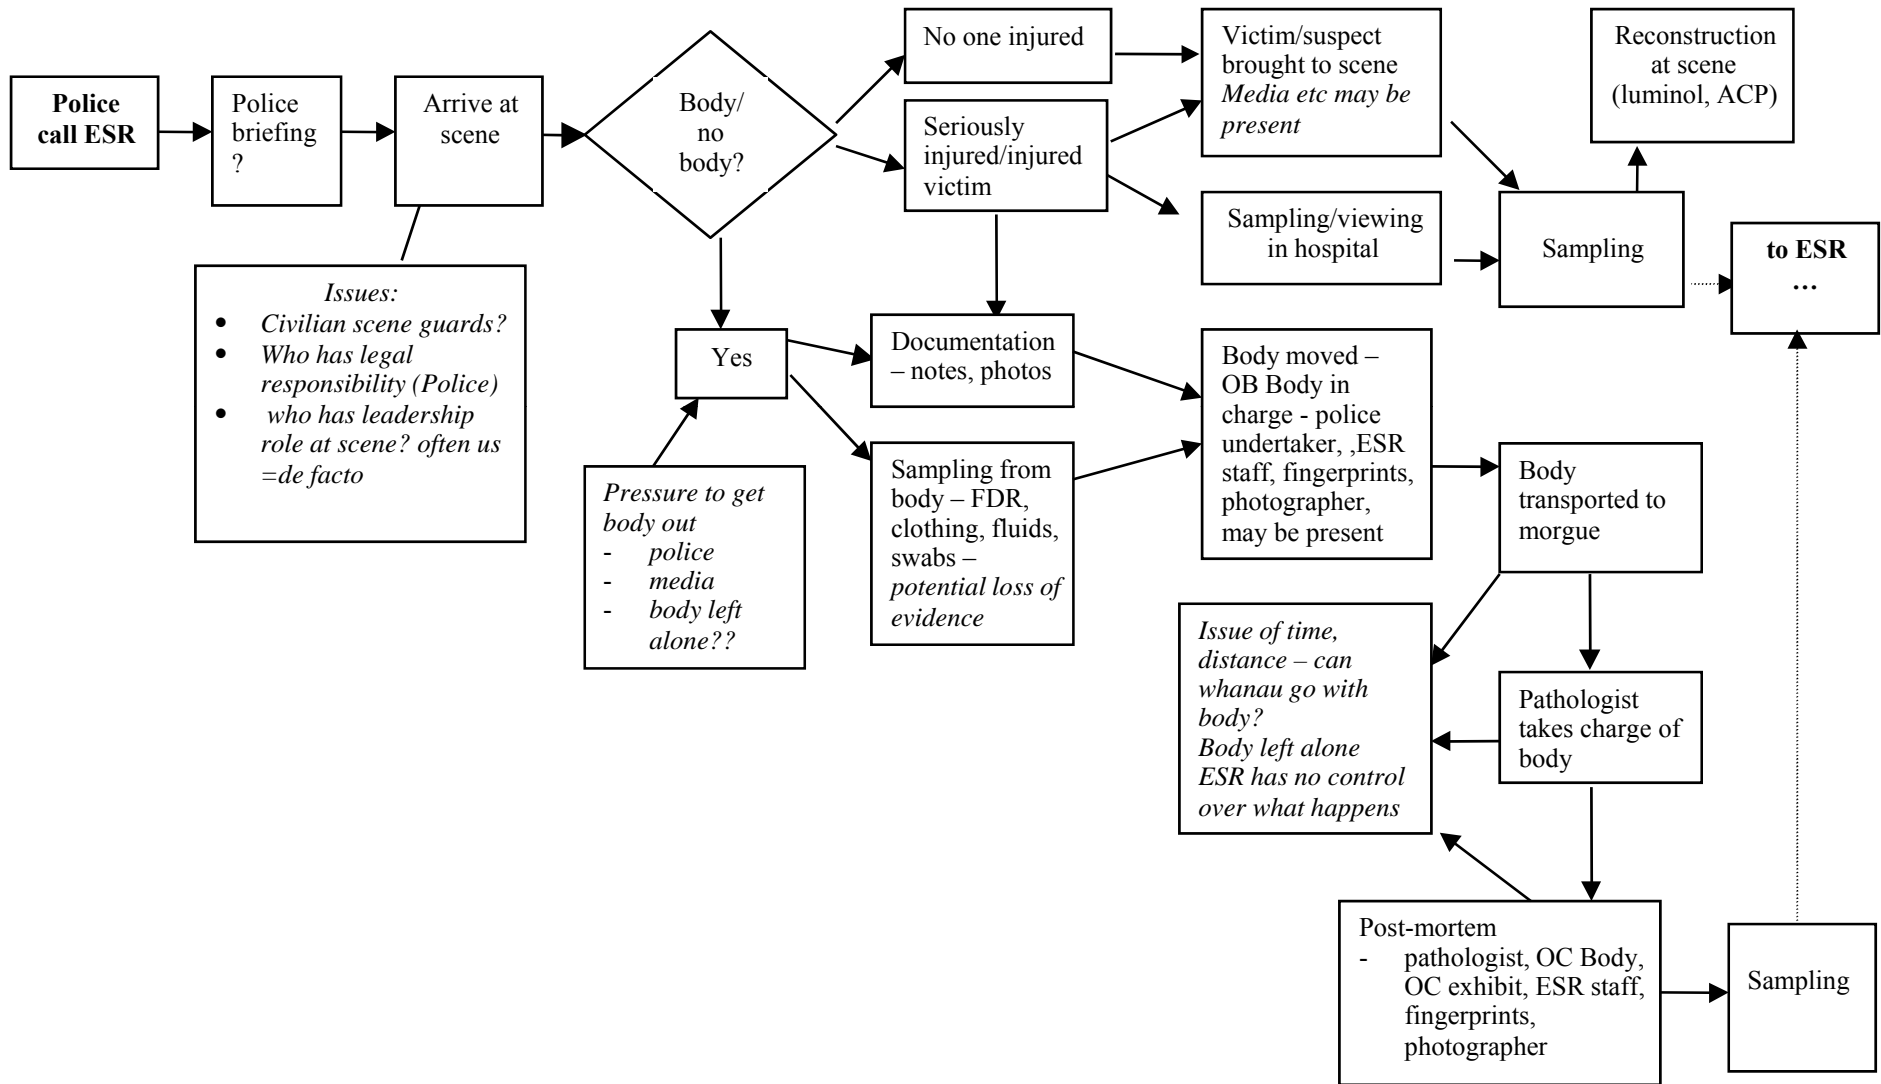 Police
call ESR
Police
briefing
?
Arrive at
scene
Body/
no
body?
No one injured
Seriously
injured/injured
victim
Victim/suspect
brought to scene
Media etc may be
present
Sampling/viewing
in hospital
Sampling
Reconstruction
at scene
(luminol, ACP)
to ESR
…
Issues:
• Civilian scene guards?
• Who has legal
responsibility (Police)
• who has leadership
role at scene? often us
=de facto
Yes
Pressure to get
body out
- police
- media
- body left
alone??
Documentation
– notes, photos
Sampling from
body – FDR,
clothing, fluids,
swabs –
potential loss of
evidence
Body moved –
OB Body in
charge - police
undertaker, ,ESR
staff, fingerprints,
photographer,
may be present
Body
transported to
morgue
Issue of time,
distance – can
whanau go with
body?
Body left alone
ESR has no control
over what happens
Pathologist
takes charge of
body
Post-mortem
- pathologist, OC Body,
OC exhibit, ESR staff,
fingerprints,
photographer
Sampling